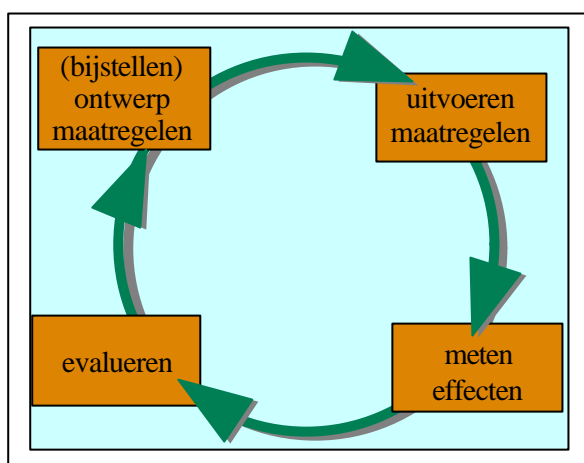 (bijstellen)
ontwerp
maatregelen
uitvoeren
maatregelen
meten
effecten
evalueren